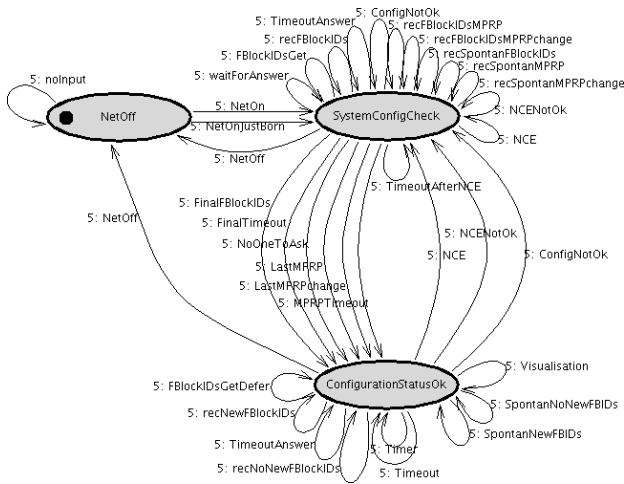 5: ConfigNotOk
5: TimeoutAnswer
5: recFBlockIDsMPRP
5: recFBlockIDs
5: recFBlockIDsMPRPchange
5: FBlockIDsGet
5: recSpontanFBlockIDs
5: recSpontanMPRP
5: waitForAnswer
5: recSpontanMPRPchange
5: noInput
5: NetOn
5: NCENotOk
NetOff
SystemConfigCheck
5: NetOnJustBorn
5: NCE
5: NetOff
5: TimeoutAfterNCE
5: FinalFBlockIDs
5: NetOff
5: FinalTimeout
5: NCENotOk
5: NoOneToAsk
5: NCE
5: ConfigNotOk
5: LastMPRP
5: LastMPRPchange
5: MPRPTimeout
5: Visualisation
5: FBlockIDsGetDefer
ConfigurationStatusOk
5: SpontanNoNewFBIDs
5: recNewFBlockIDs
5: SpontanNewFBIDs
5: TimeoutAnswer
5: Timer
5: recNoNewFBlockIDs
5: Timeout